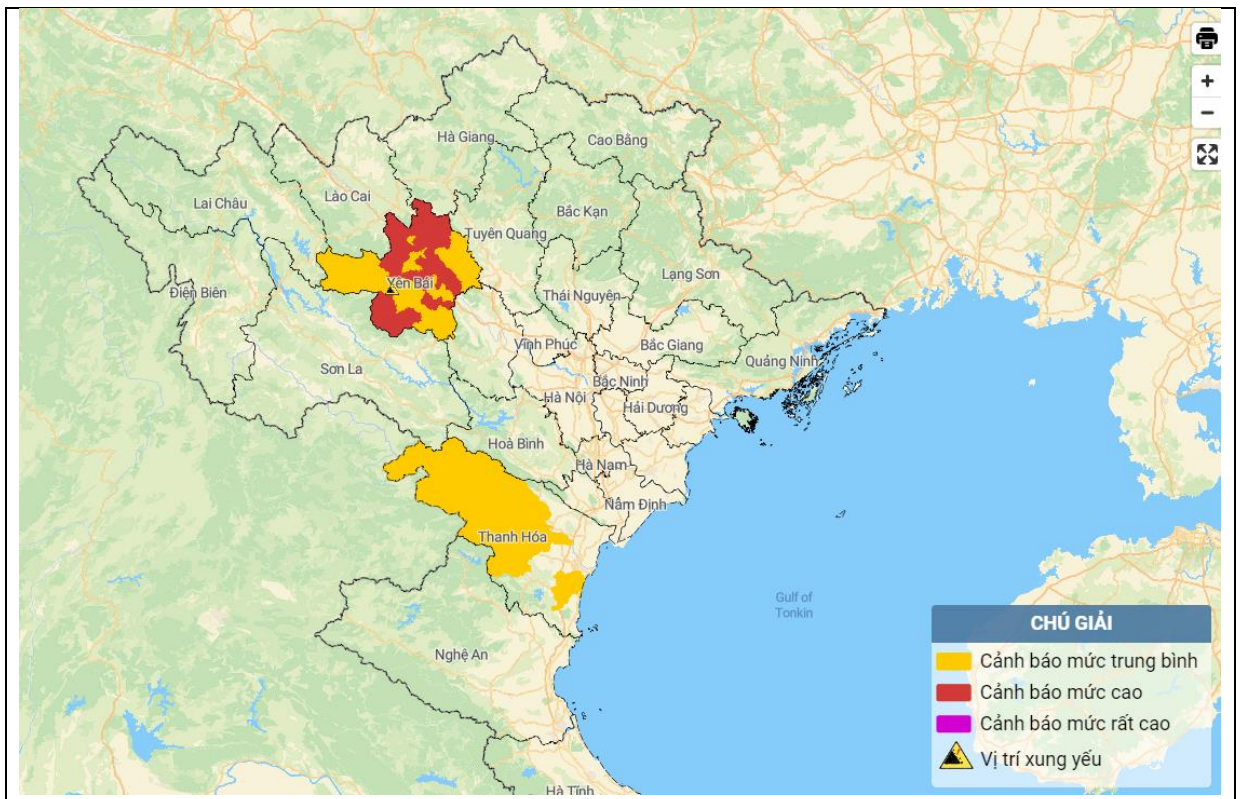 Hà Giang
Cao Bằng
Lào Cai
Lai Châu
Bắc Kạn
Tuyên Quang
Lạng Sơn
Yên Bái
Điện Biên
Thái Nguyên
Vĩnh Phúc
Bắc Giang
Quảng Ninh
Sơn La
Bắc Ninh
Hà Nội
Hải Dương
Hoà Bình
Hà Nam
Nam Định
Thanh Hóa
Gulf of
Tonkin
Nghệ An
Hà Tĩnh
+
−
CHÚ GIẢI
Cảnh báo mức trung bình
Cảnh báo mức cao
Cảnh báo mức rất cao
Vị trí xung yếu